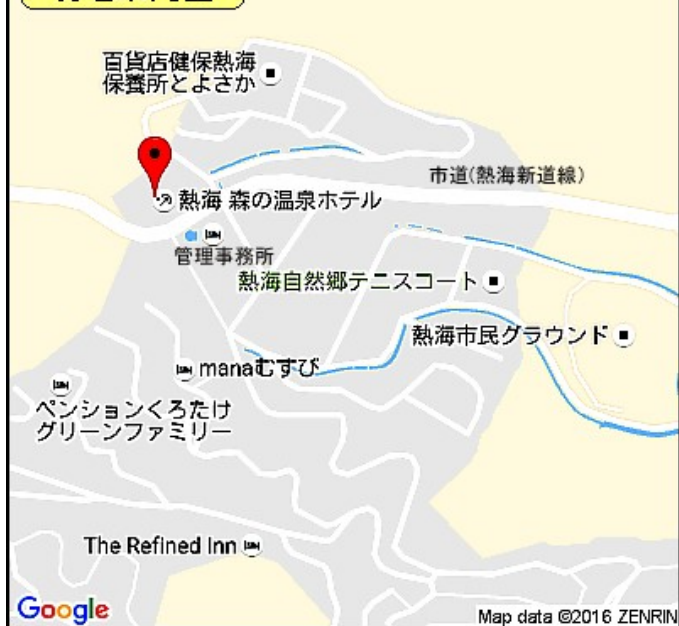 百貨店健保熱海
保養所とよさか
市道(熱海新道線)
熱海 森の温泉ホテル
管理事務所
熱海自然郷テニスコート
熱海市民グラウンド
manaむすび
ペンションくろたけ
グリーンファミリー
The Refined Inn
Google
Map data ©2016 ZENRIN